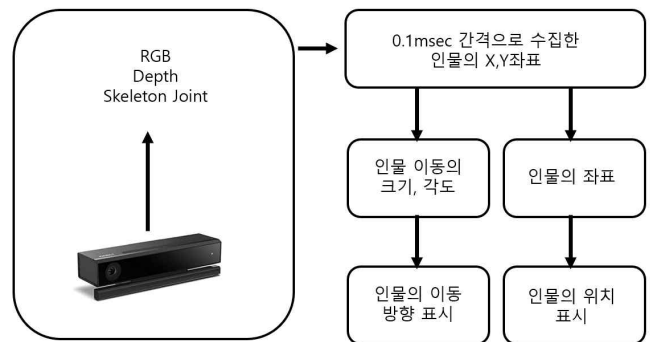 RGB
Depth
Skeleton Joint
0.1msec 간격으로 수집한
인물의 X,Y좌표
인물 이동의
크기, 각도
인물의 좌표
인물의 이동
방향 표시
인물의 위치
표시